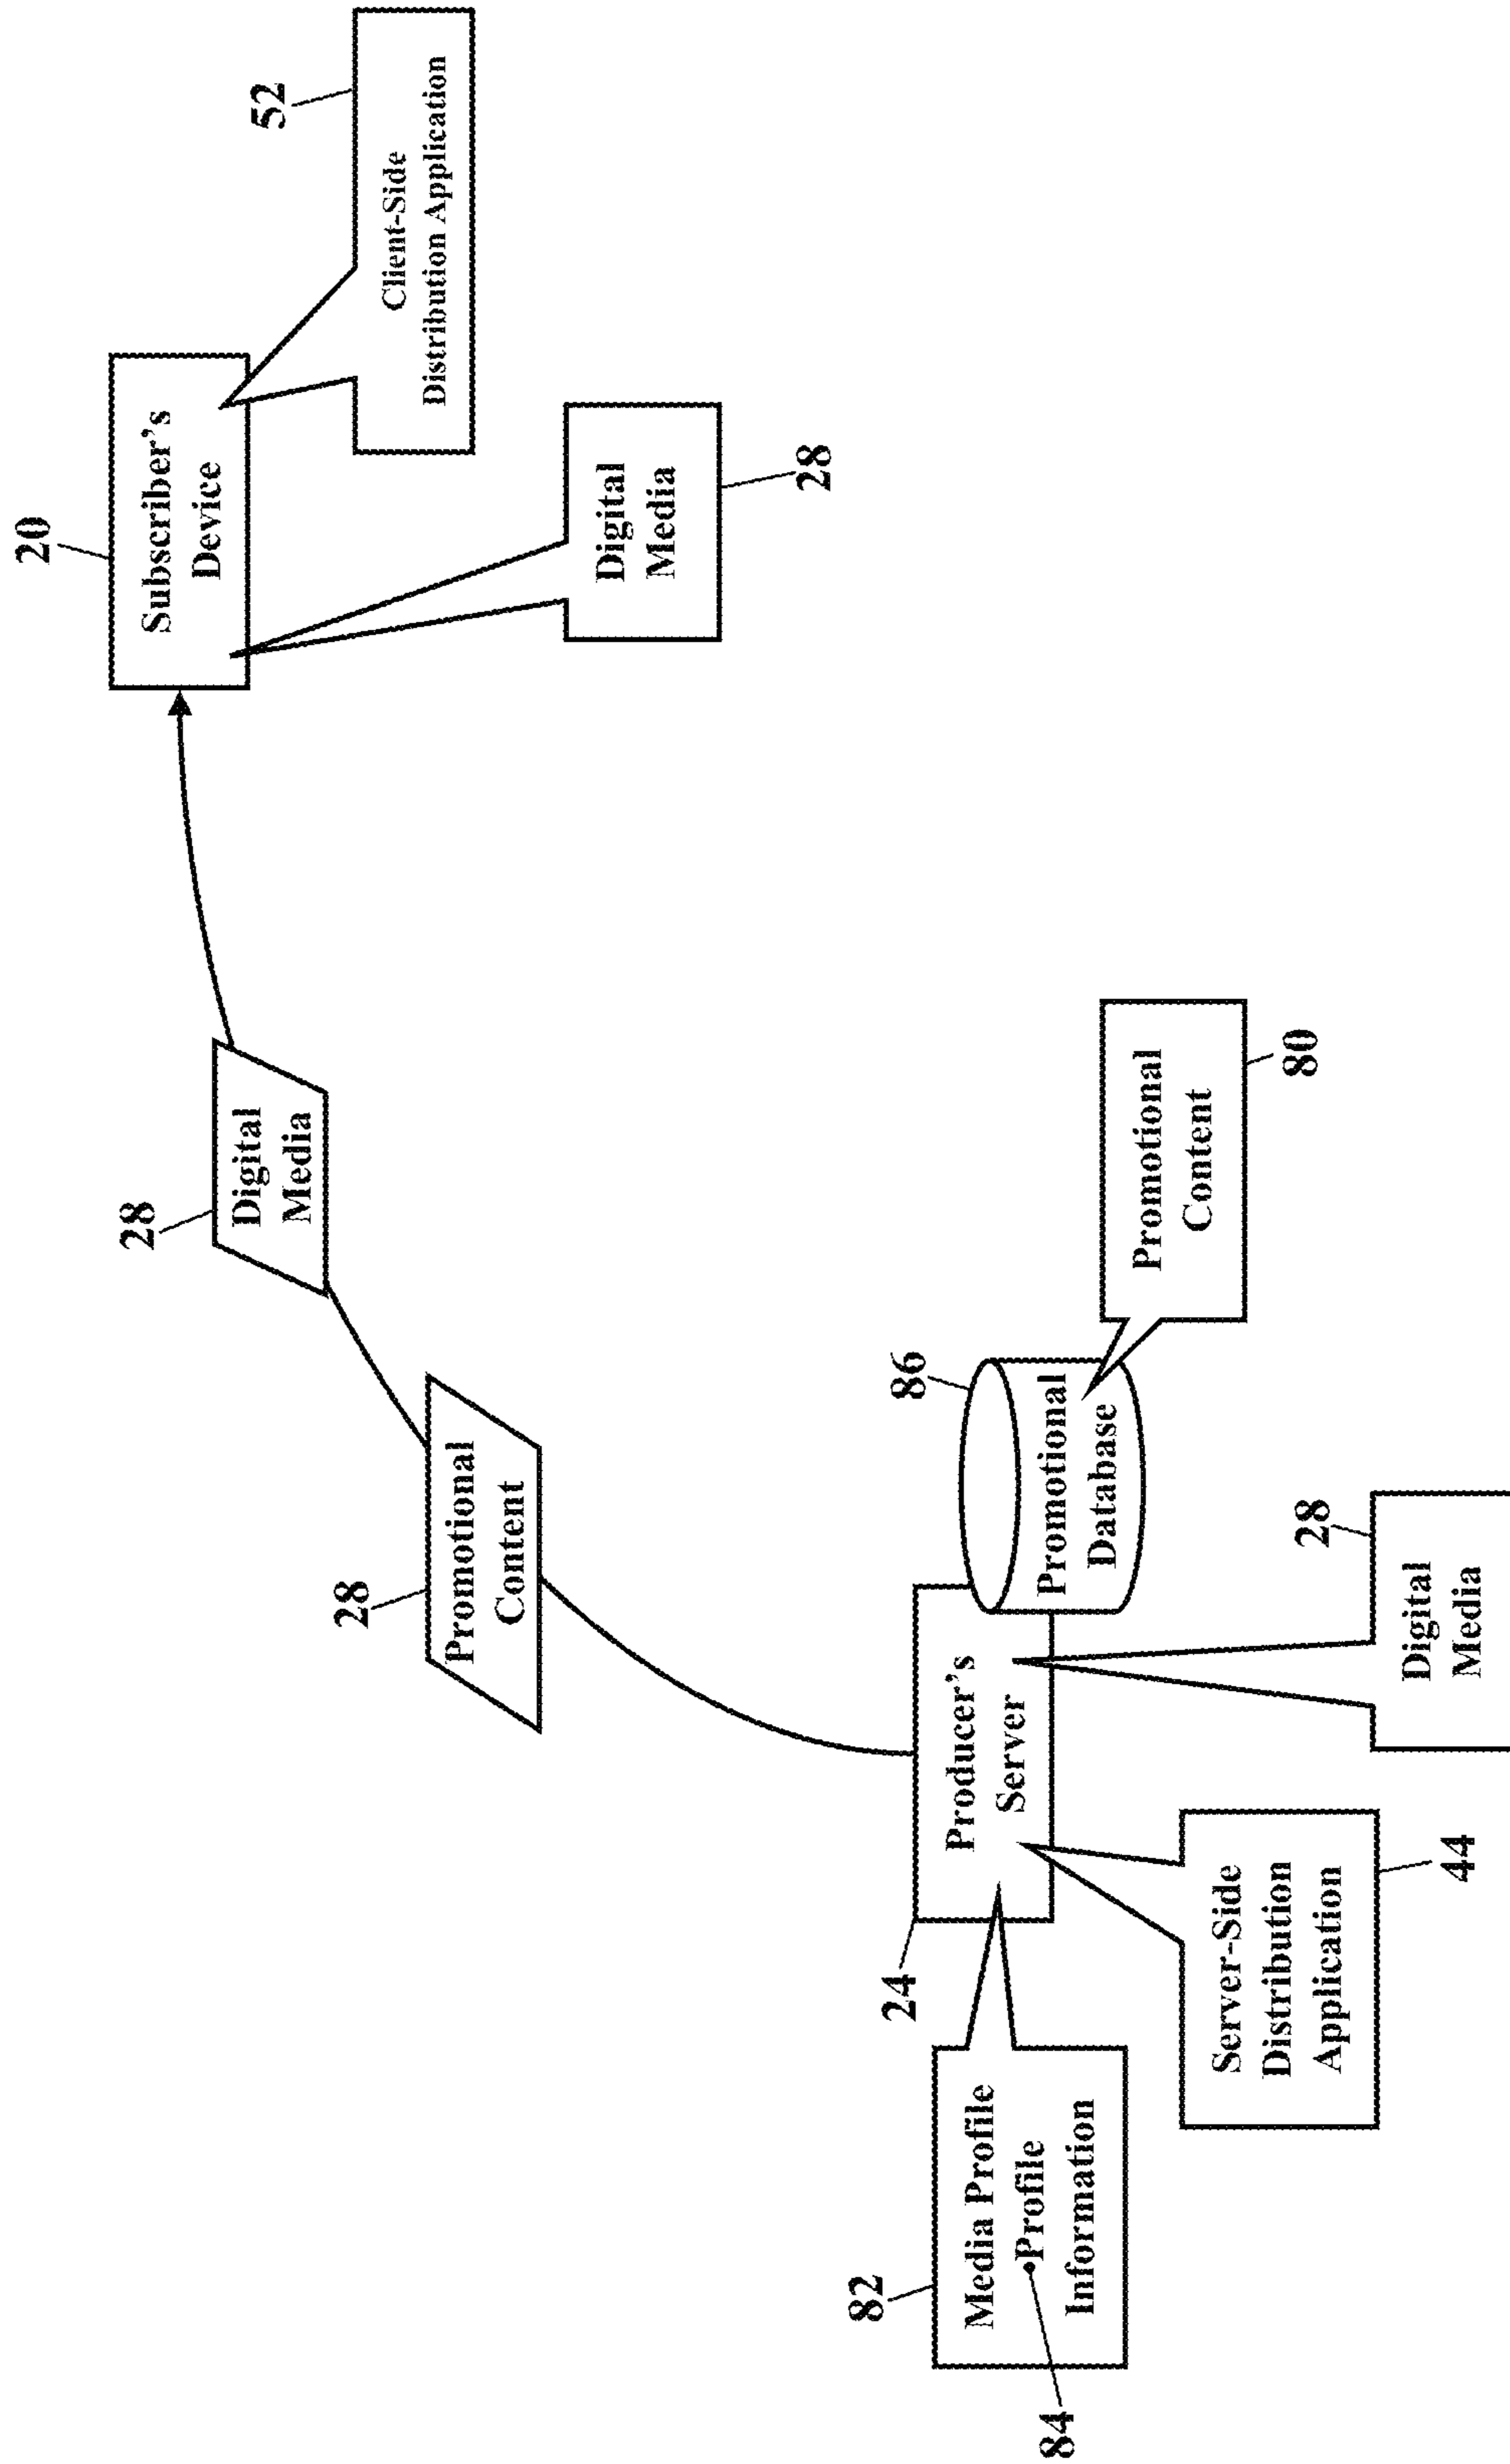 20
Subscriber's
Device
52
Client-Side
Distribution Application
Digital
Media
28
28
Digital
Media
28
Promotional
Content
86
Promotional
Database
Promotional
Content
80
24
Producer's
Server
28
Digital
Media
82
Media Profile
•Profile
Information
84
Server-Side
Distribution
Application
44